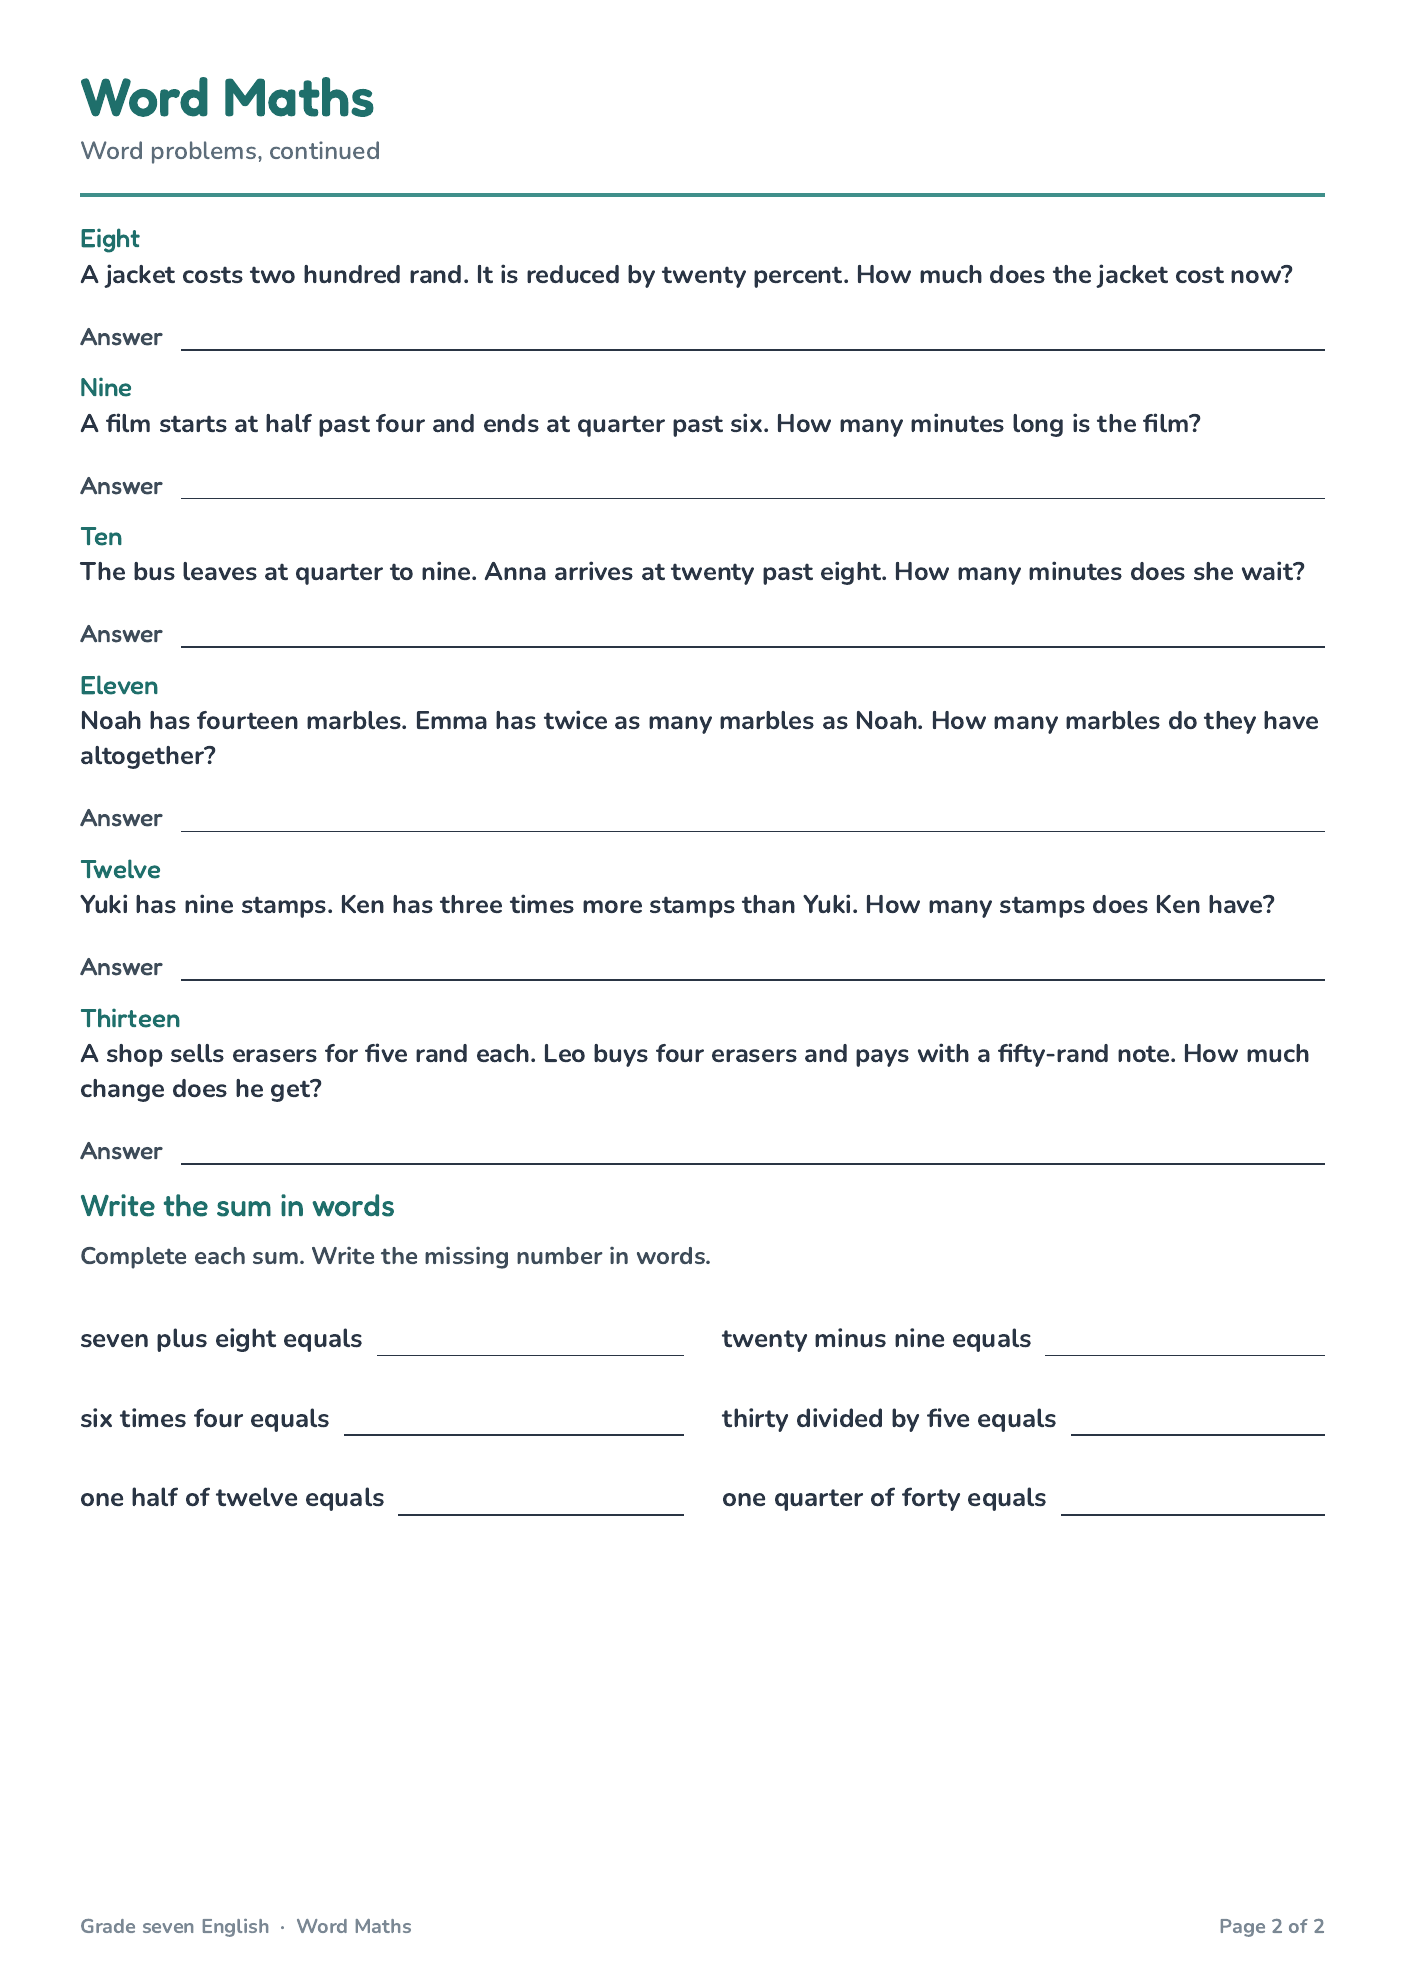 Word Maths
Word problems, continued
Eight
A jacket costs two hundred rand. It is reduced by twenty percent. How much does the jacket cost now?
Answer
Nine
A film starts at half past four and ends at quarter past six. How many minutes long is the film?
Answer
Ten
The bus leaves at quarter to nine. Anna arrives at twenty past eight. How many minutes does she wait?
Answer
Eleven
Noah has fourteen marbles. Emma has twice as many marbles as Noah. How many marbles do they have
altogether?
Answer
Twelve
Yuki has nine stamps. Ken has three times more stamps than Yuki. How many stamps does Ken have?
Answer
Thirteen
A shop sells erasers for five rand each. Leo buys four erasers and pays with a fifty-rand note. How much
change does he get?
Answer
Write the sum in words
Complete each sum. Write the missing number in words.
seven plus eight equals
twenty minus nine equals
six times four equals
thirty divided by five equals
one half of twelve equals
one quarter of forty equals
Grade seven English · Word Maths
Page 2 of 2